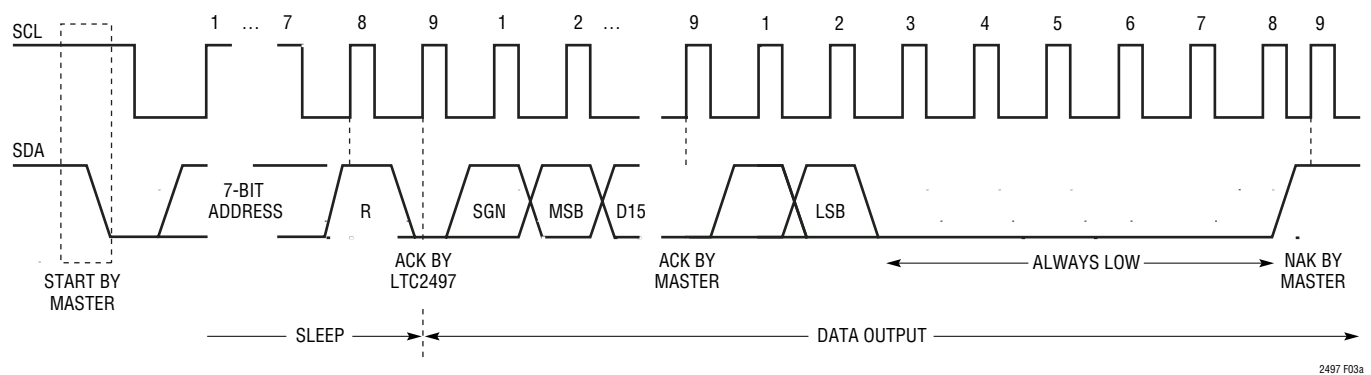 1 … 7 8 9 1 2 … 9 1 2 3 4 5 6 7 8 9
SCL
SDA
7-BIT
ADDRESS
R
SGN
MSB
D15
LSB
START BY
MASTER
ACK BY
LTC2497
ACK BY
MASTER
ALWAYS LOW
NAK BY
MASTER
SLEEP
DATA OUTPUT
2497 F03a